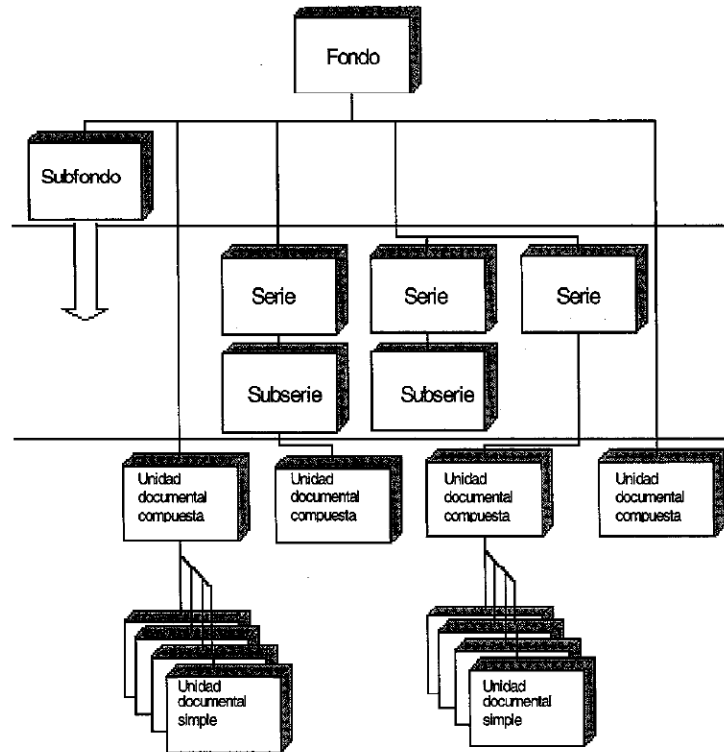 Fondo
Subfondo
Serie
Serie
Serie
Subserie
Subserie
Unidad
documental
compuesta
Unidad
documental
compuesta
Unidad
documental
compuesta
Unidad
documental
compuesta
Unidad
documental
simple
Unidad
documental
simple